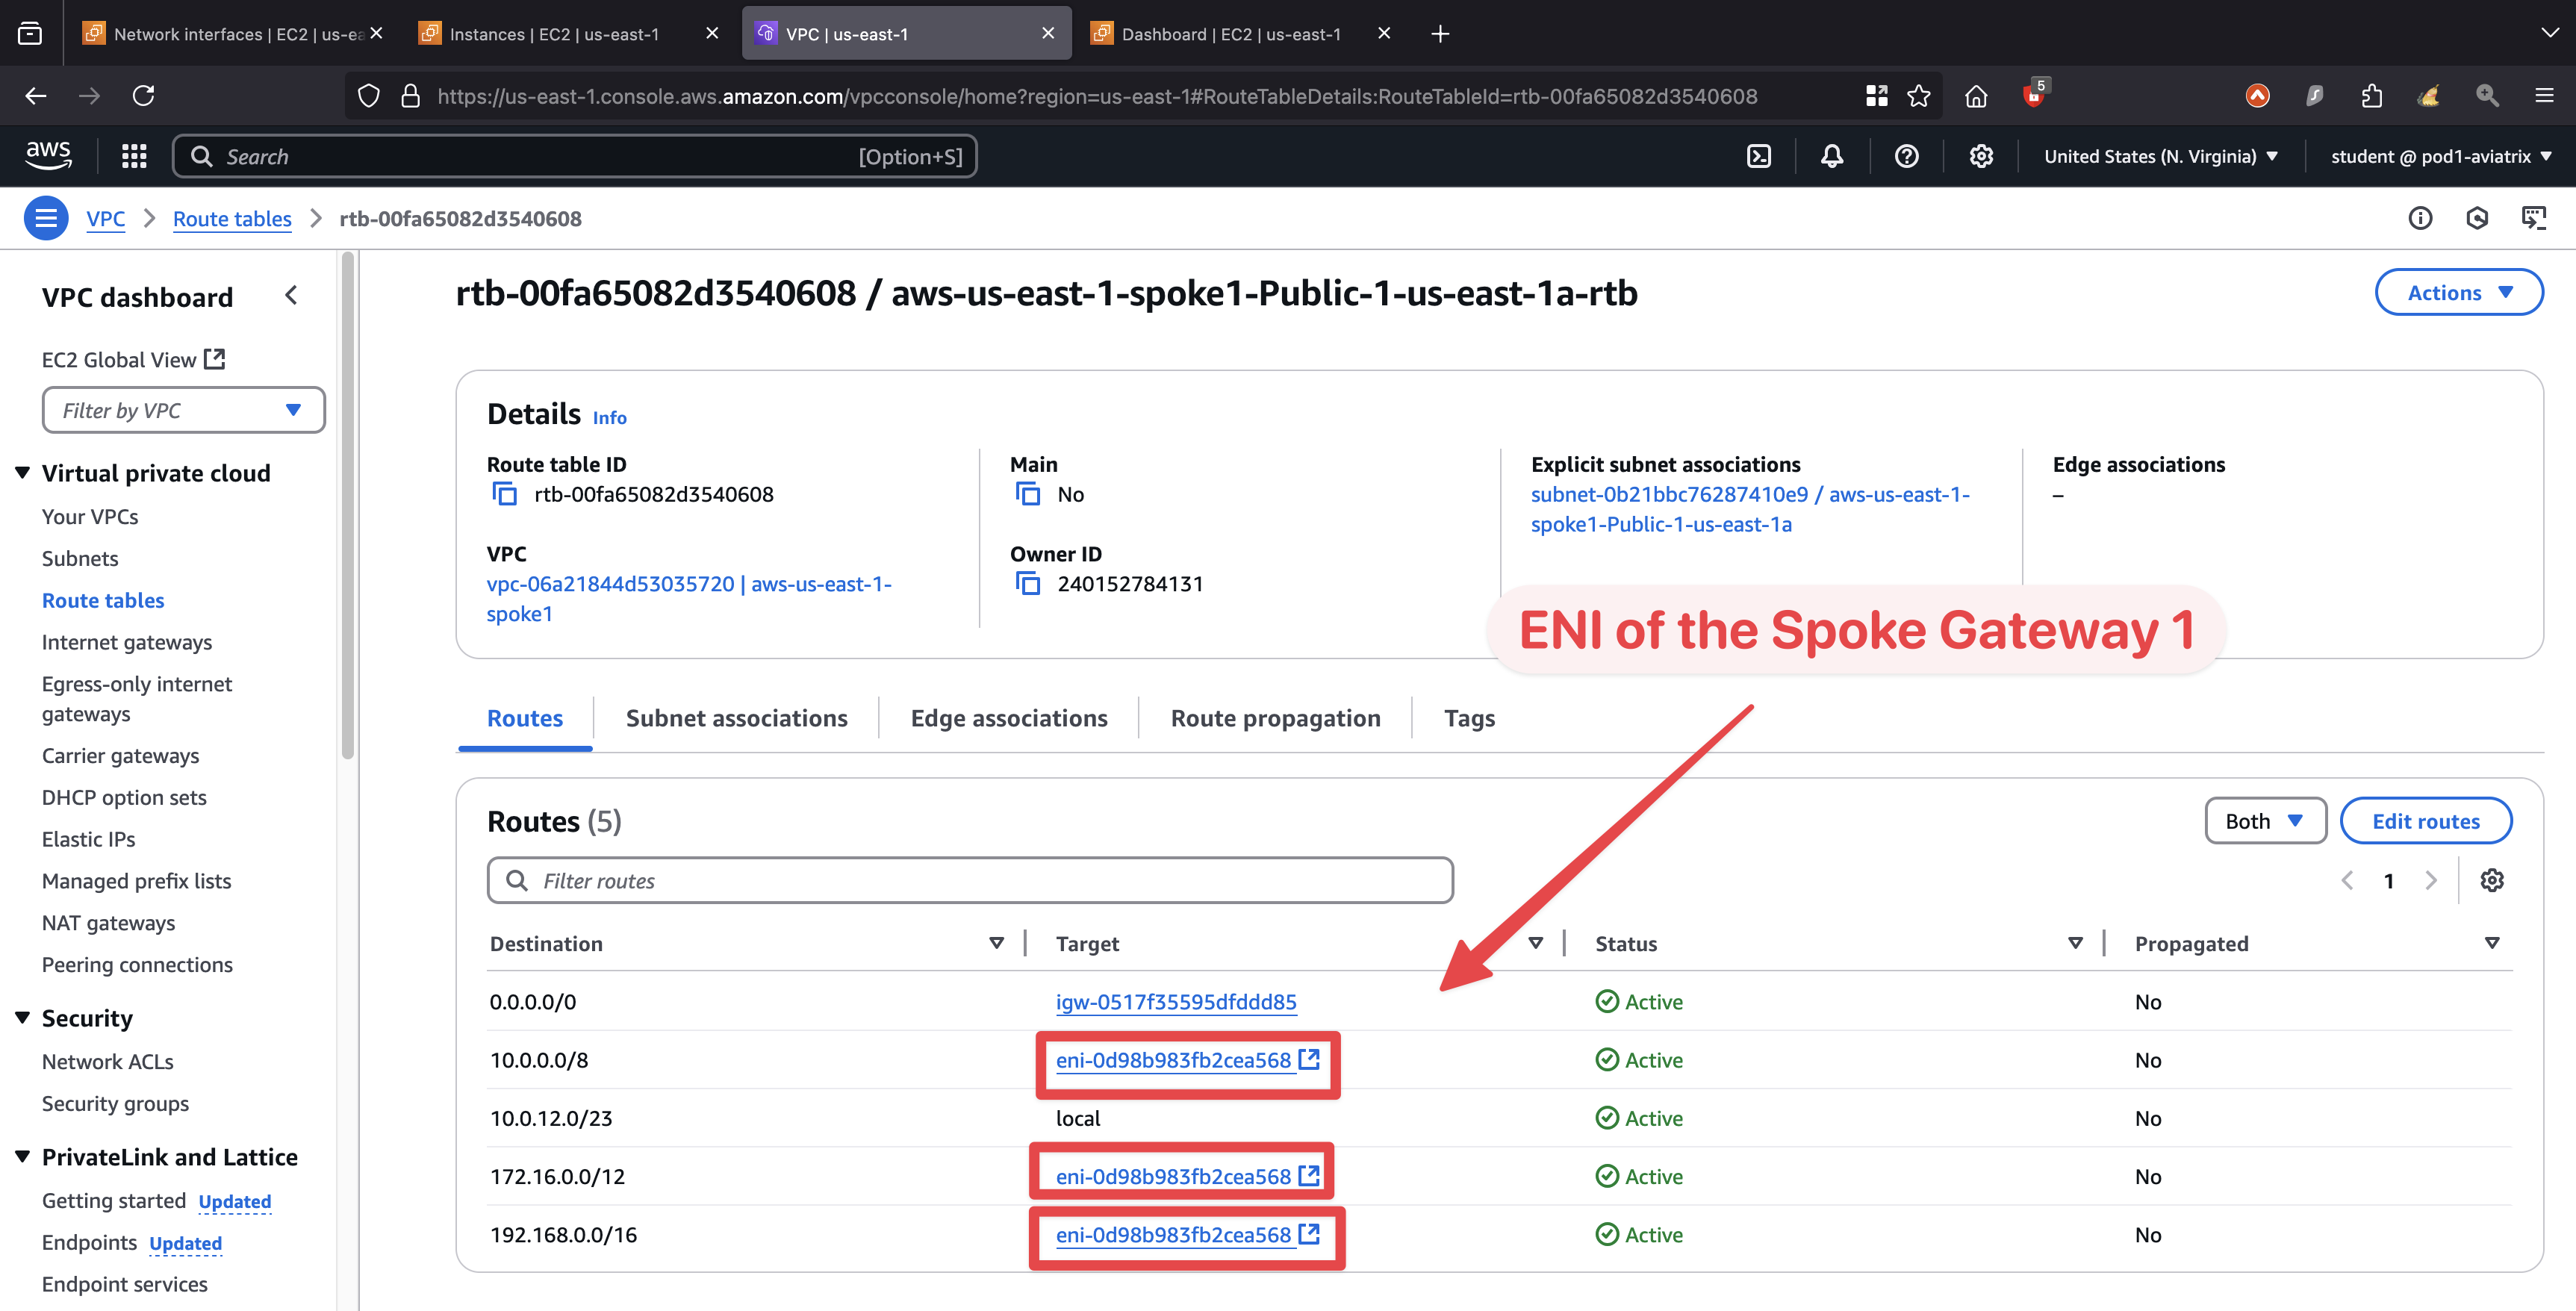 Network interfaces | EC2 | us-ea
Instances | EC2 | us-east-1
VPC | us-east-1
Dashboard | EC2 | us-east-1
https://us-east-1.console.aws.amazon.com/vpcconsole/home?region=us-east-1#RouteTableDetails:RouteTableId=rtb-00fa65082d3540608
5
aws
Search
[Option+S]
United States (N. Virginia)
student @ pod1-aviatrix
VPC
Route tables
rtb-00fa65082d3540608
VPC dashboard
EC2 Global View
Filter by VPC
Virtual private cloud
Your VPCs
Subnets
Route tables
Internet gateways
Egress-only internet
gateways
Carrier gateways
DHCP option sets
Elastic IPs
Managed prefix lists
NAT gateways
Peering connections
Security
Network ACLs
Security groups
PrivateLink and Lattice
Getting started Updated
Endpoints Updated
Endpoint services
rtb-00fa65082d3540608 / aws-us-east-1-spoke1-Public-1-us-east-1a-rtb
Actions
Details Info
Route table ID
rtb-00fa65082d3540608
Main
No
Explicit subnet associations
subnet-0b21bbc76287410e9 / aws-us-east-1-
spoke1-Public-1-us-east-1a
Edge associations
–
VPC
vpc-06a21844d53035720 | aws-us-east-1-
spoke1
Owner ID
240152784131
ENI of the Spoke Gateway 1
Routes
Subnet associations
Edge associations
Route propagation
Tags
Routes (5)
Both
Edit routes
Filter routes
1
Destination Target Status Propagated
0.0.0.0/0 igw-0517f35595dfddd85 Active No
10.0.0.0/8 eni-0d98b983fb2cea568 Active No
10.0.12.0/23 local Active No
172.16.0.0/12 eni-0d98b983fb2cea568 Active No
192.168.0.0/16 eni-0d98b983fb2cea568 Active No